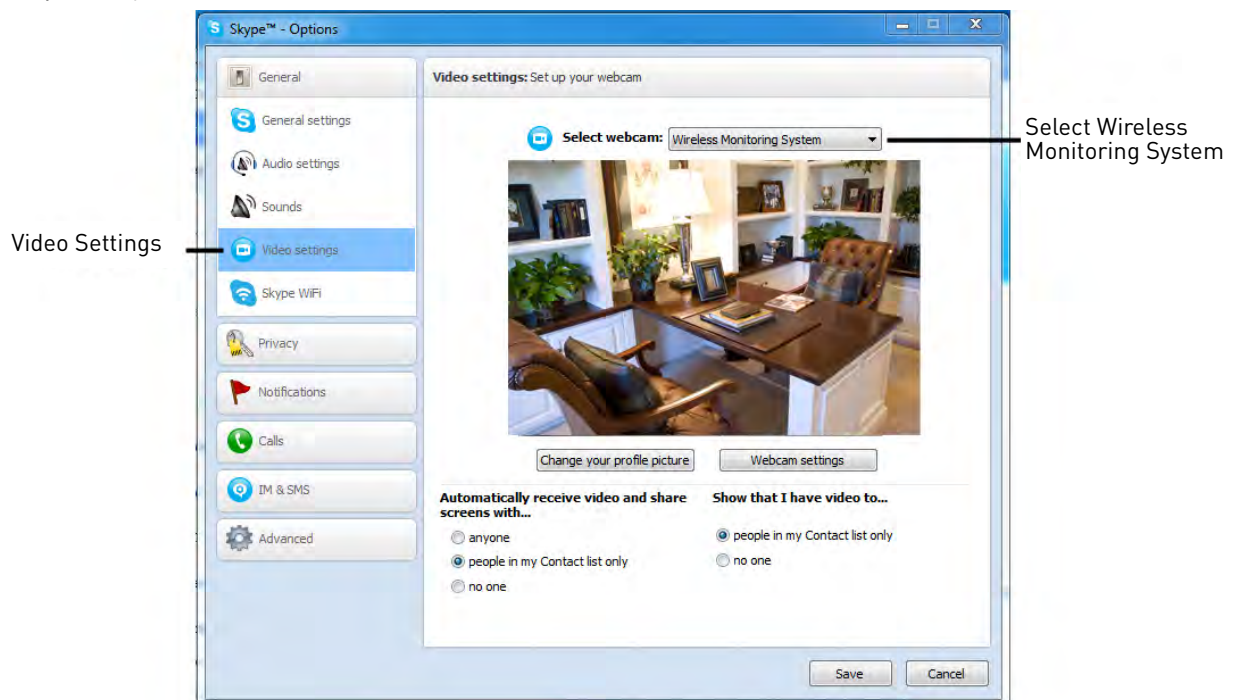 Skype™ - Options
General
General settings
Audio settings
Sounds
Video settings
Skype WiFi
Privacy
Notifications
Calls
IM & SMS
Advanced
Video Settings
Video settings: Set up your webcam
Select webcam: Wireless Monitoring System
Select Wireless
Monitoring System
Change your profile picture
Webcam settings
Automatically receive video and share
screens with...
anyone
people in my Contact list only
no one
Show that I have video to...
people in my Contact list only
no one
Save
Cancel